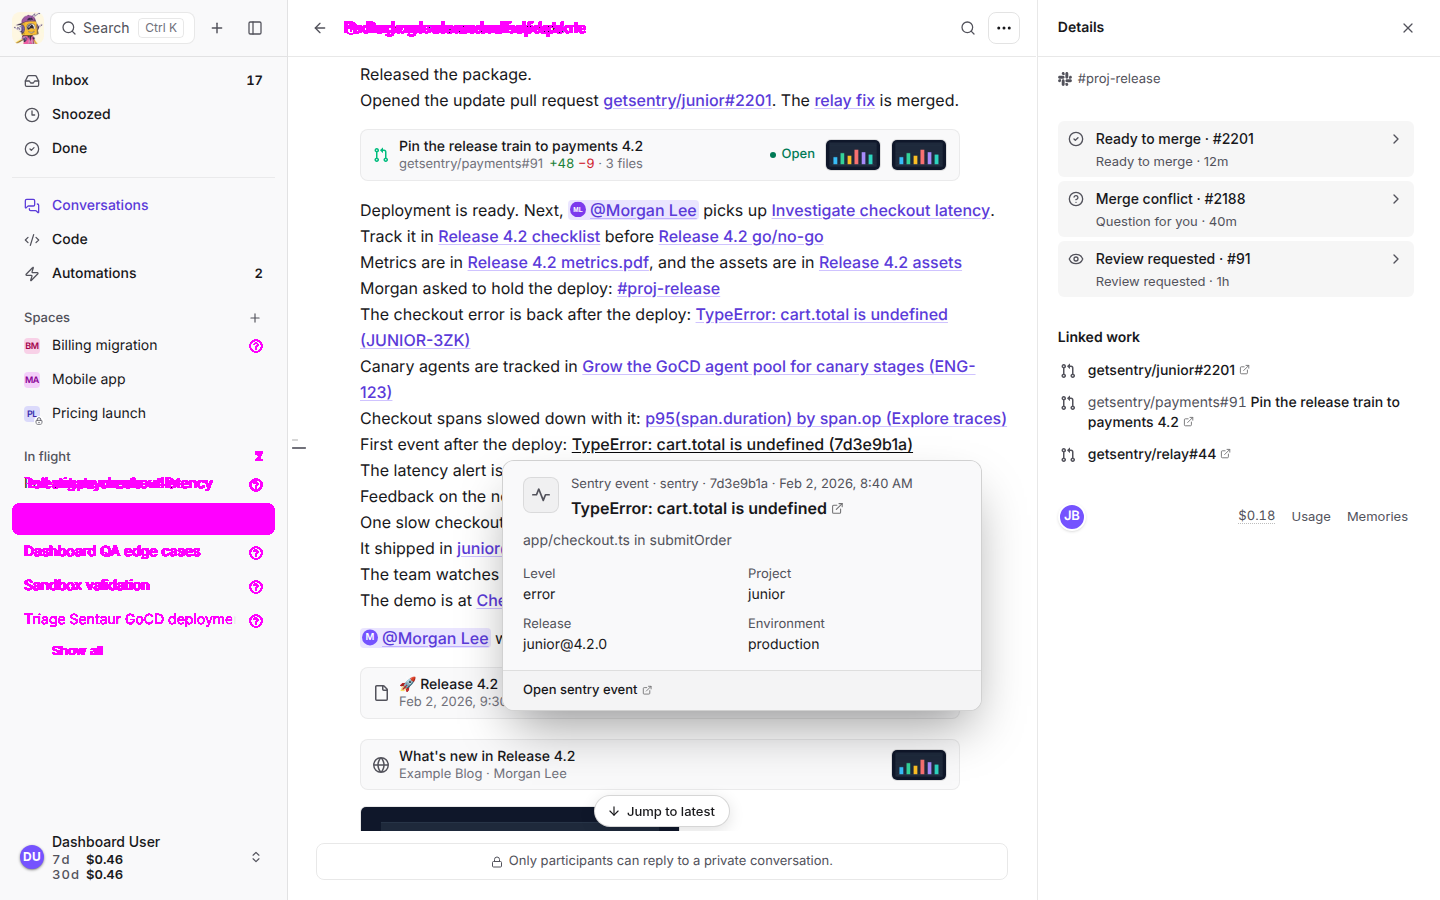 Search Ctrl K
Inbox 17
Snoozed
Done
Conversations
Code
Automations 2
Spaces
BM Billing migration
MA Mobile app
PL Pricing launch
In flight
Dashboard QA edge cases
Sandbox validation
Triage Sentaur GoCD deployme
Show all
DU Dashboard User
7d $0.46
30d $0.46
Released the package.
Opened the update pull request getsentry/junior#2201. The relay fix is merged.
Pin the release train to payments 4.2
getsentry/payments#91 +48 −9 · 3 files
Open
Deployment is ready. Next, ML @Morgan Lee picks up Investigate checkout latency.
Track it in Release 4.2 checklist before Release 4.2 go/no-go
Metrics are in Release 4.2 metrics.pdf, and the assets are in Release 4.2 assets
Morgan asked to hold the deploy: #proj-release
The checkout error is back after the deploy: TypeError: cart.total is undefined
(JUNIOR-3ZK)
Canary agents are tracked in Grow the GoCD agent pool for canary stages (ENG-
123)
Checkout spans slowed down with it: p95(span.duration) by span.op (Explore traces)
First event after the deploy: TypeError: cart.total is undefined (7d3e9b1a)
The latency alert is
Feedback on the
One slow checkout
It shipped in junior
The team watches
The demo is at
M @Morgan Lee
Sentry event · sentry · 7d3e9b1a · Feb 2, 2026, 8:40 AM
TypeError: cart.total is undefined
app/checkout.ts in submitOrder
Level
error
Project
junior
Release
junior@4.2.0
Environment
production
Open sentry event
🚀 Release 4.2
Feb 2, 2026,
What's new in Release 4.2
Example Blog · Morgan Lee
Jump to latest
Only participants can reply to a private conversation.
Details
#proj-release
Ready to merge · #2201
Ready to merge · 12m
Merge conflict · #2188
Question for you · 40m
Review requested · #91
Review requested · 1h
Linked work
getsentry/junior#2201
getsentry/payments#91 Pin the release train to
payments 4.2
getsentry/relay#44
JB $0.18 Usage Memories